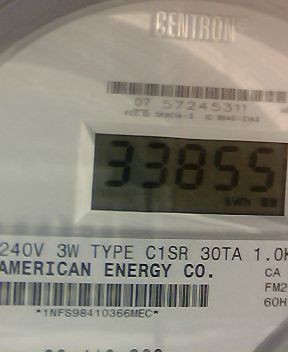 CENTRON®
07 57245311
33855
kWh
240V 3W TYPE C1SR 30TA 1.0K
AMERICAN ENERGY CO.
CA
FM2
60H
*1NFS98410366MEC*